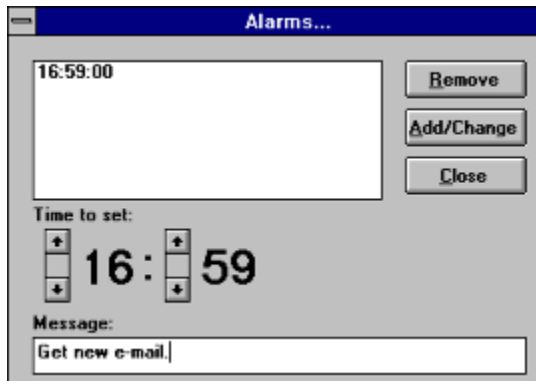 Alarms...
16:59:00
Remove
Add/Change
Close
Time to set:
16 : 59
Message:
Get new e-mail.